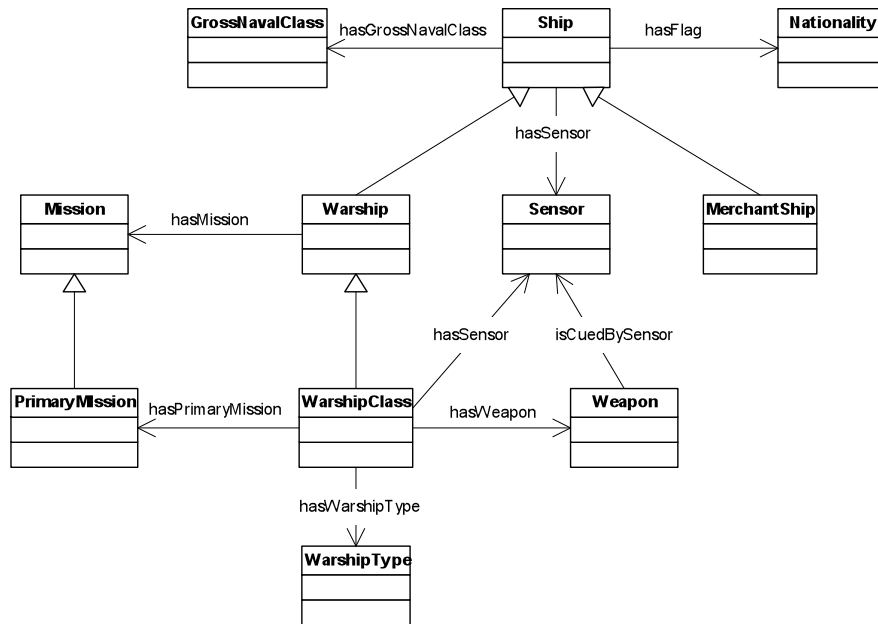 GrossNavalClass
hasGrossNavalClass
Ship
hasFlag
Nationality
hasSensor
Mission
hasMission
Warship
Sensor
MerchantShip
hasSensor
isCuedBySensor
PrimaryMIssion
hasPrimaryMission
WarshipClass
hasWeapon
Weapon
hasWarshipType
WarshipType